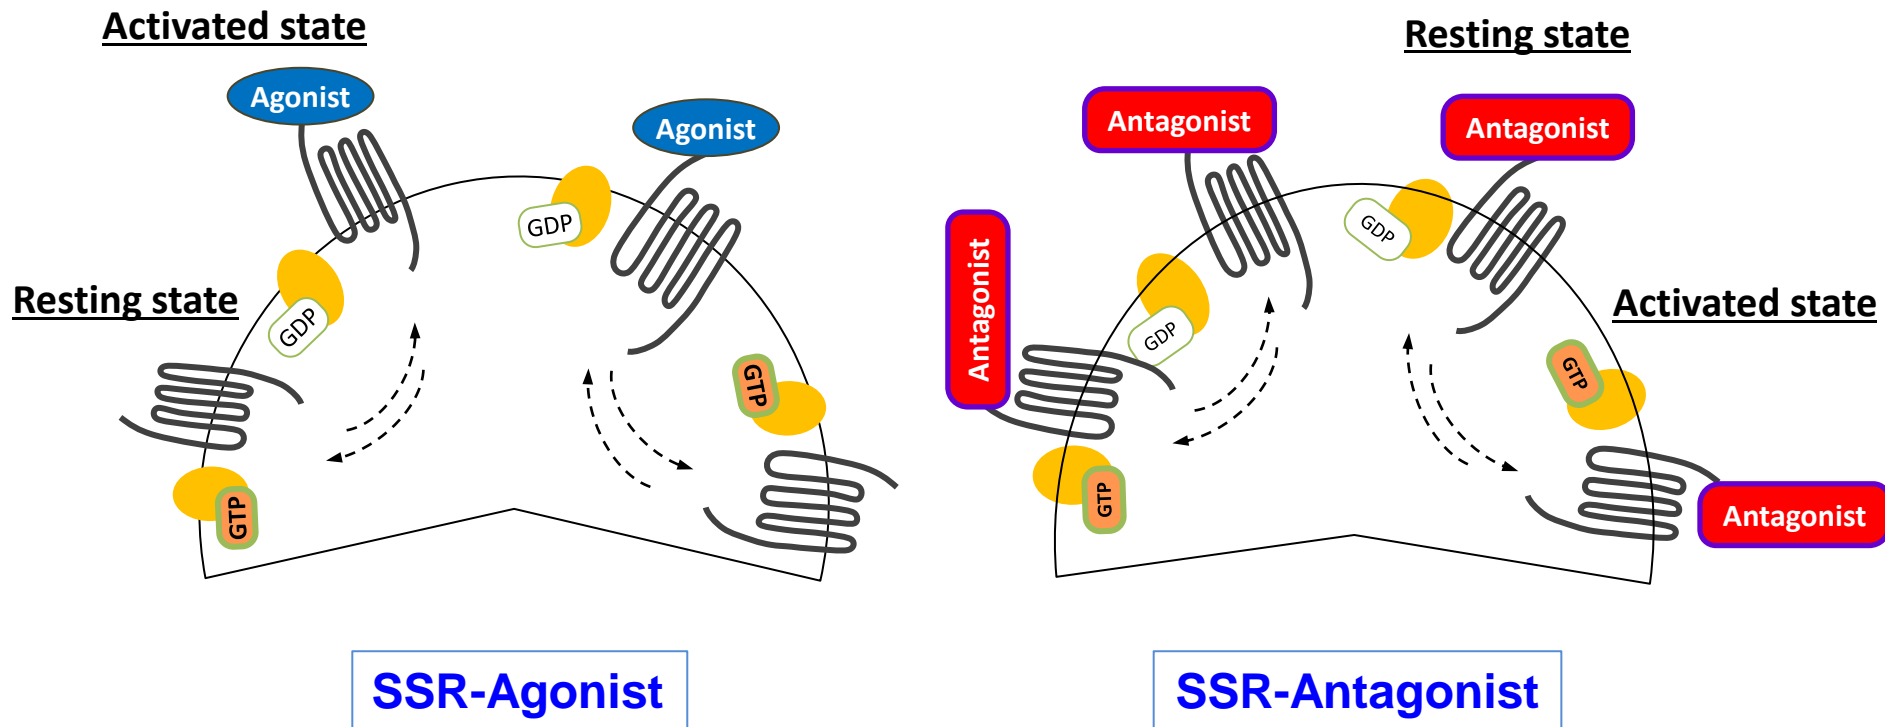 Activated state
Agonist
Agonist
GDP
GDP
Resting state
GTP
GTP
SSR-Agonist
Resting state
Antagonist
Antagonist
Antagonist
GDP
GDP
Activated state
GTP
GTP
Antagonist
SSR-Antagonist